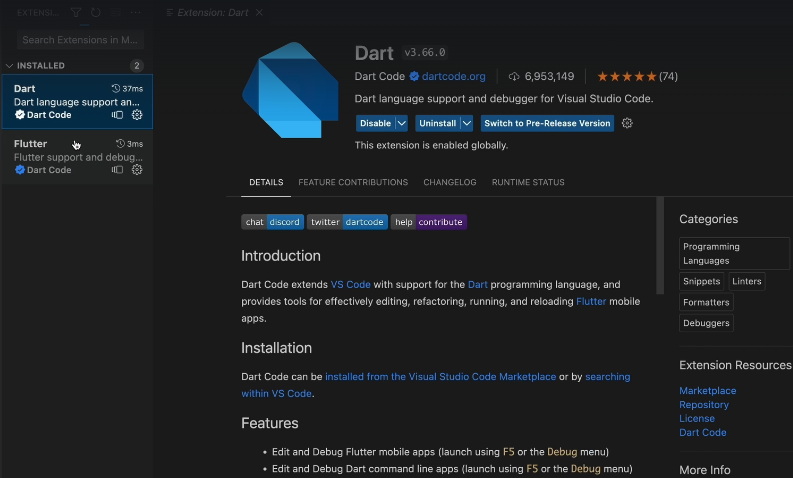 EXTENSI...
Extension: Dart
Search Extensions in M...
INSTALLED 2
Dart 37ms
Dart language support an...
Dart Code
Flutter 3ms
Flutter support and debug...
Dart Code
Dart v3.66.0
Dart Code dartcode.org 6,953,149 (74)
Dart language support and debugger for Visual Studio Code.
Disable Uninstall Switch to Pre-Release Version
This extension is enabled globally.
DETAILS FEATURE CONTRIBUTIONS CHANGELOG RUNTIME STATUS
chat discord twitter dartcode help contribute
Introduction
Dart Code extends VS Code with support for the Dart programming language, and
provides tools for effectively editing, refactoring, running, and reloading Flutter mobile
apps.
Installation
Dart Code can be installed from the Visual Studio Code Marketplace or by searching
within VS Code.
Features
• Edit and Debug Flutter mobile apps (launch using F5 or the Debug menu)
• Edit and Debug Dart command line apps (launch using F5 or the Debug menu)
Categories
Programming
Languages
Snippets Linters
Formatters
Debuggers
Extension Resources
Marketplace
Repository
License
Dart Code
More Info